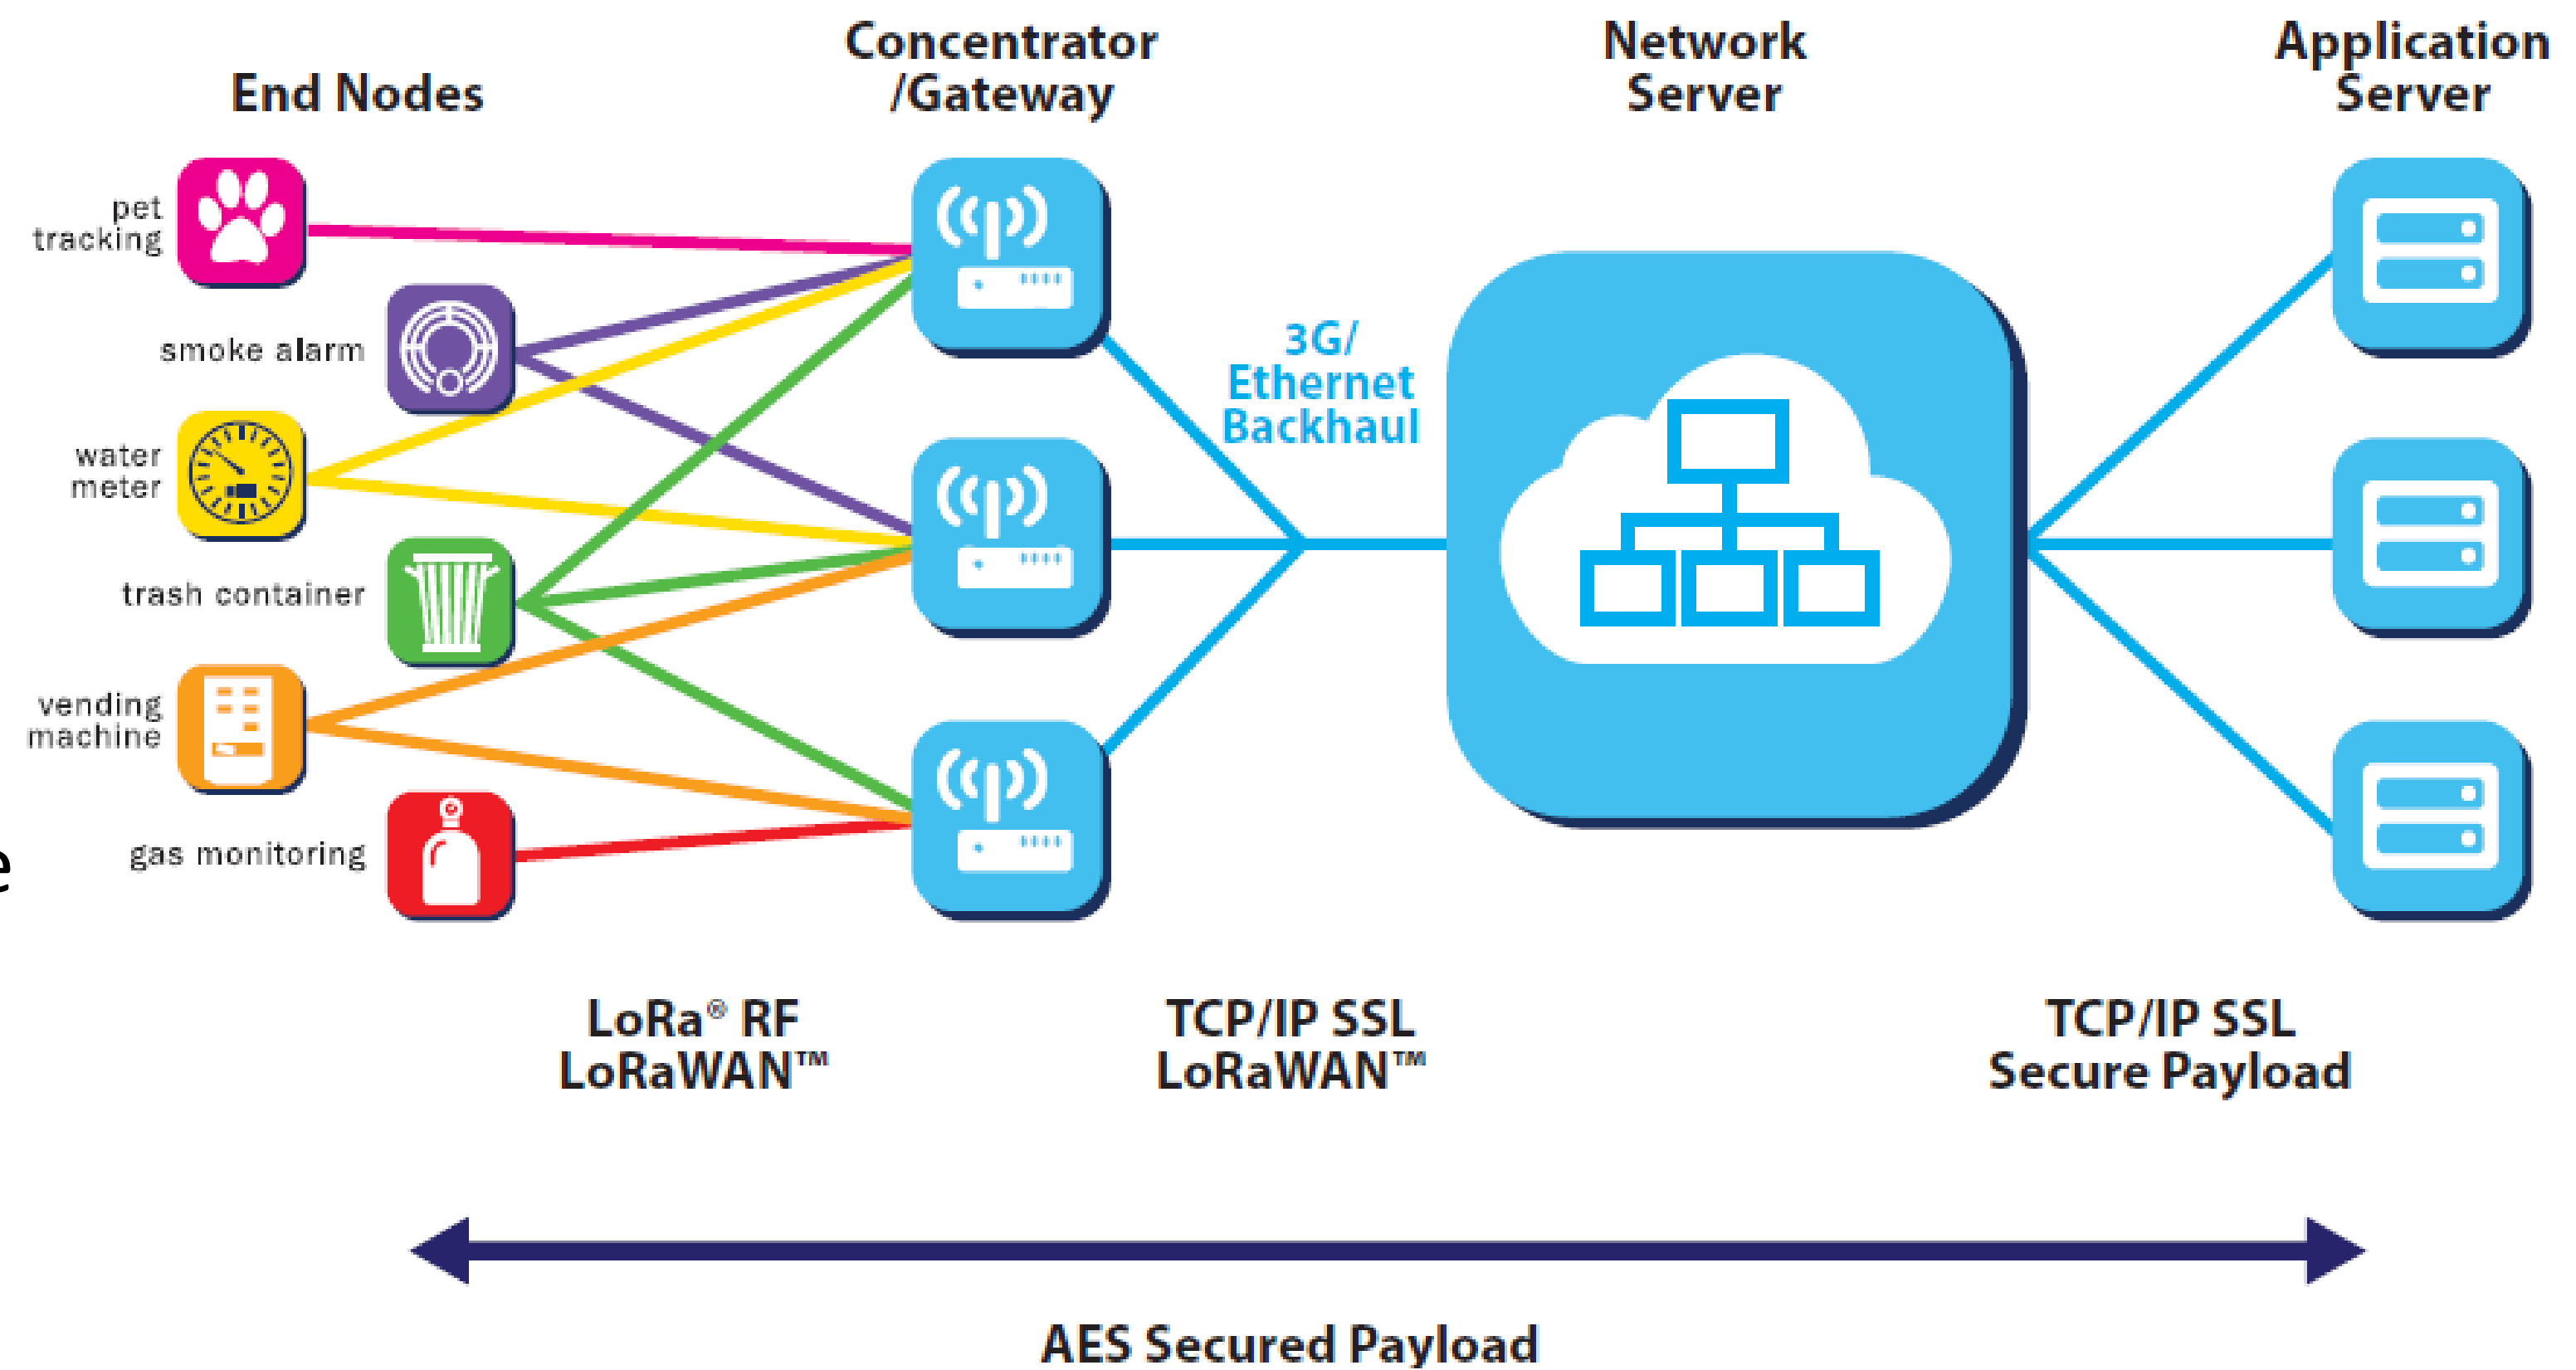 End Nodes
Concentrator
/Gateway
Network
Server
Application
Server
pet
tracking
smoke alarm
water
meter
trash container
vending
machine
gas monitoring
e
3G/
Ethernet
Backhaul
LoRa® RF
LoRaWAN™
TCP/IP SSL
LoRaWAN™
TCP/IP SSL
Secure Payload
AES Secured Payload